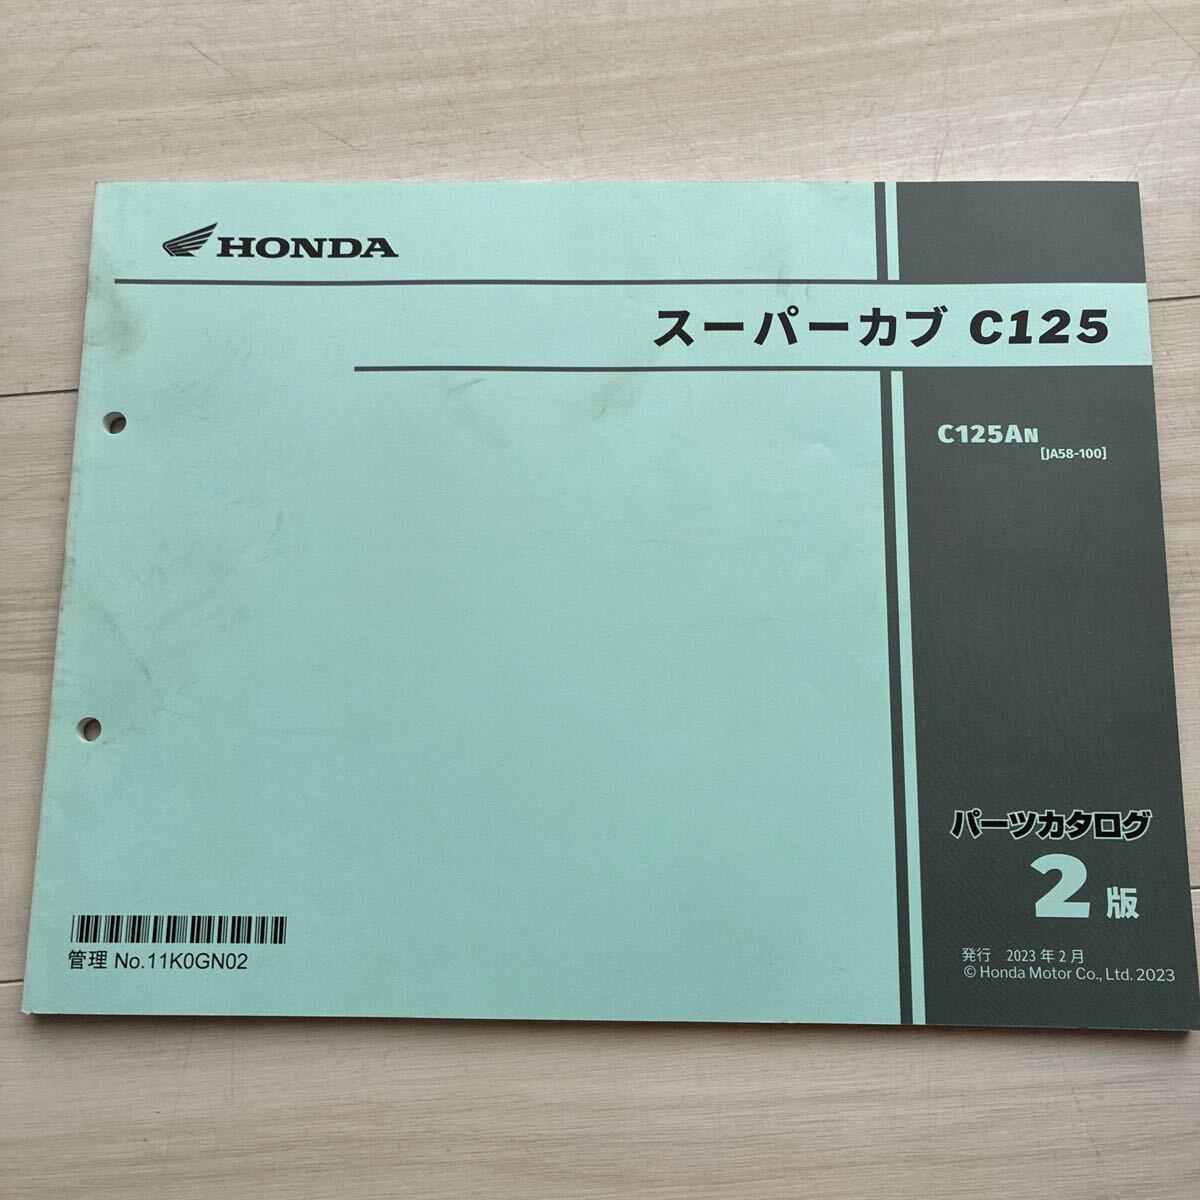 HONDA
スーパーカブ C125
C125AN
[JA58-100]
パーツカタログ
2版
発行 2023年2月
© Honda Motor Co., Ltd. 2023
管理 No.11K0GN02